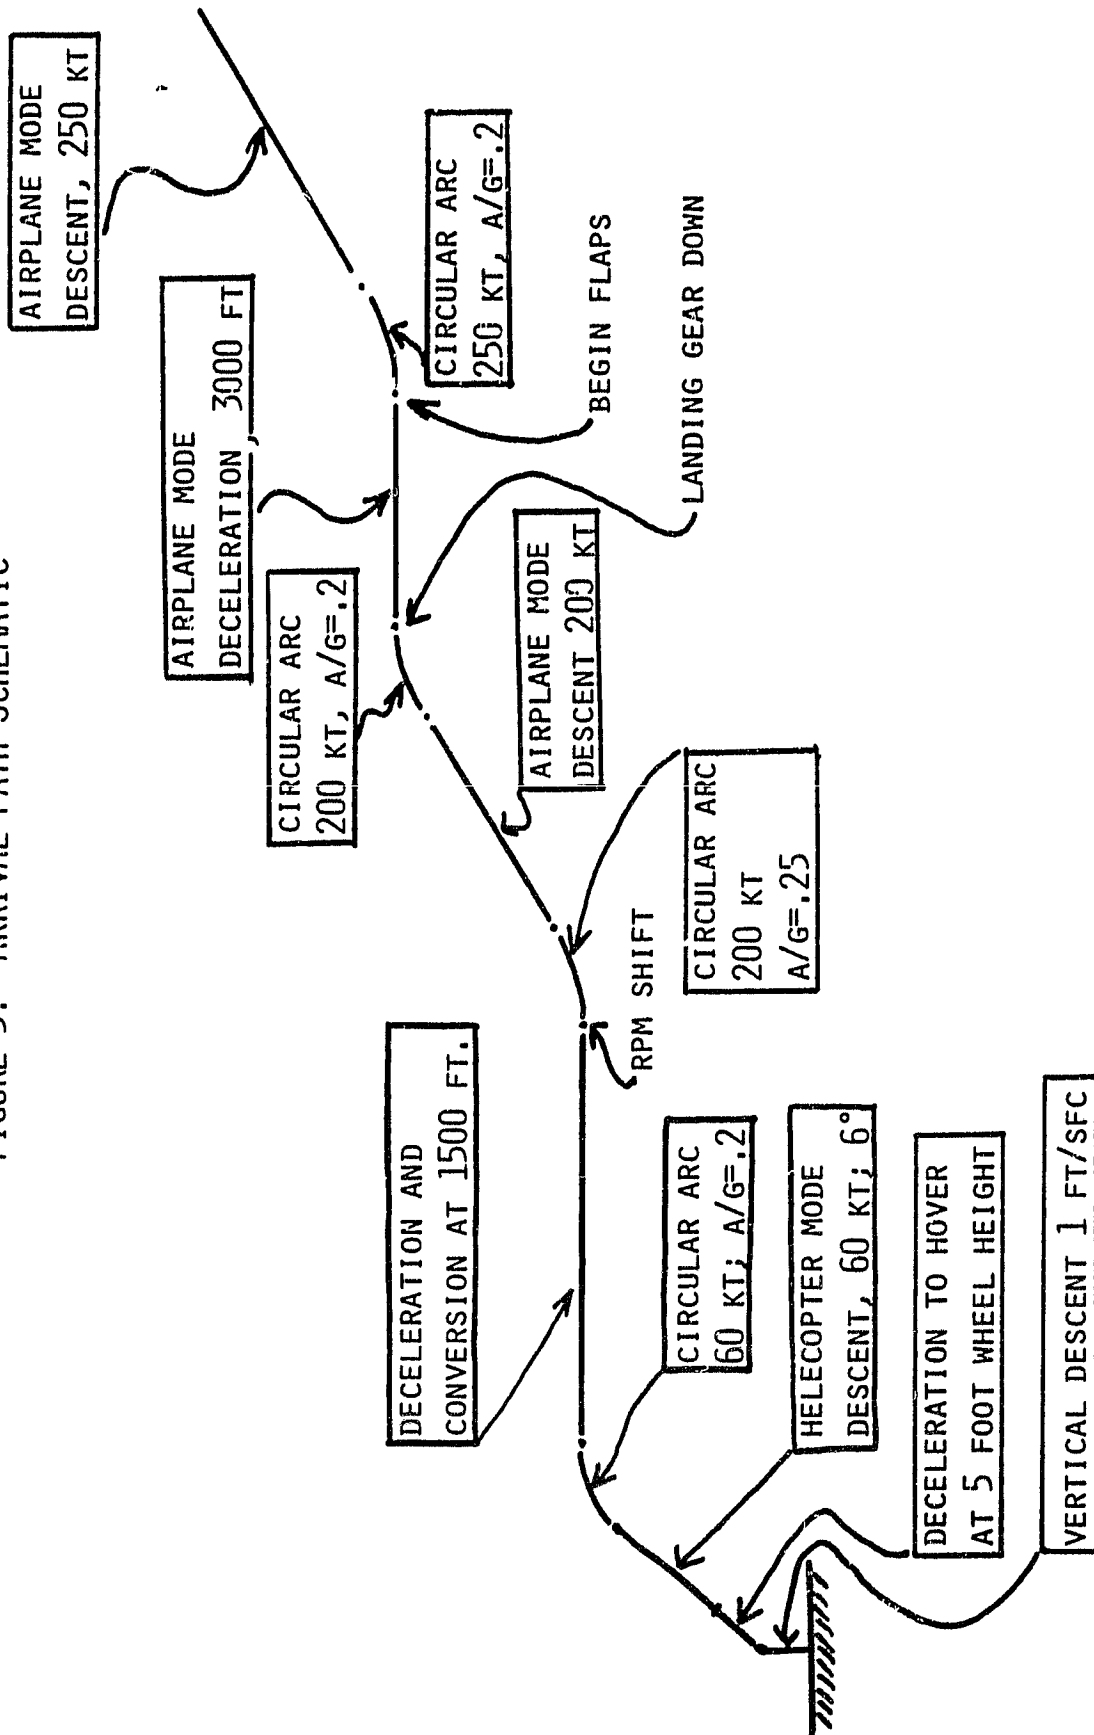 ARRIVAL PATH SCHEMATIC
AIRPLANE MODE
DESCENT, 250 KT
AIRPLANE MODE
DECELERATION, 3000 FT
CIRCULAR ARC
250 KT, A/G=.2
BEGIN FLAPS
LANDING GEAR DOWN
CIRCULAR ARC
200 KT, A/G=.2
AIRPLANE MODE
DESCENT 200 KT
CIRCULAR ARC
200 KT
A/G=.25
RPM SHIFT
DECELERATION AND
CONVERSION AT 1500 FT.
CIRCULAR ARC
60 KT; A/G=.2
HELECOPTER MODE
DESCENT, 60 KT; 6°
DECELERATION TO HOVER
AT 5 FOOT WHEEL HEIGHT
VERTICAL DESCENT 1 FT/SEC